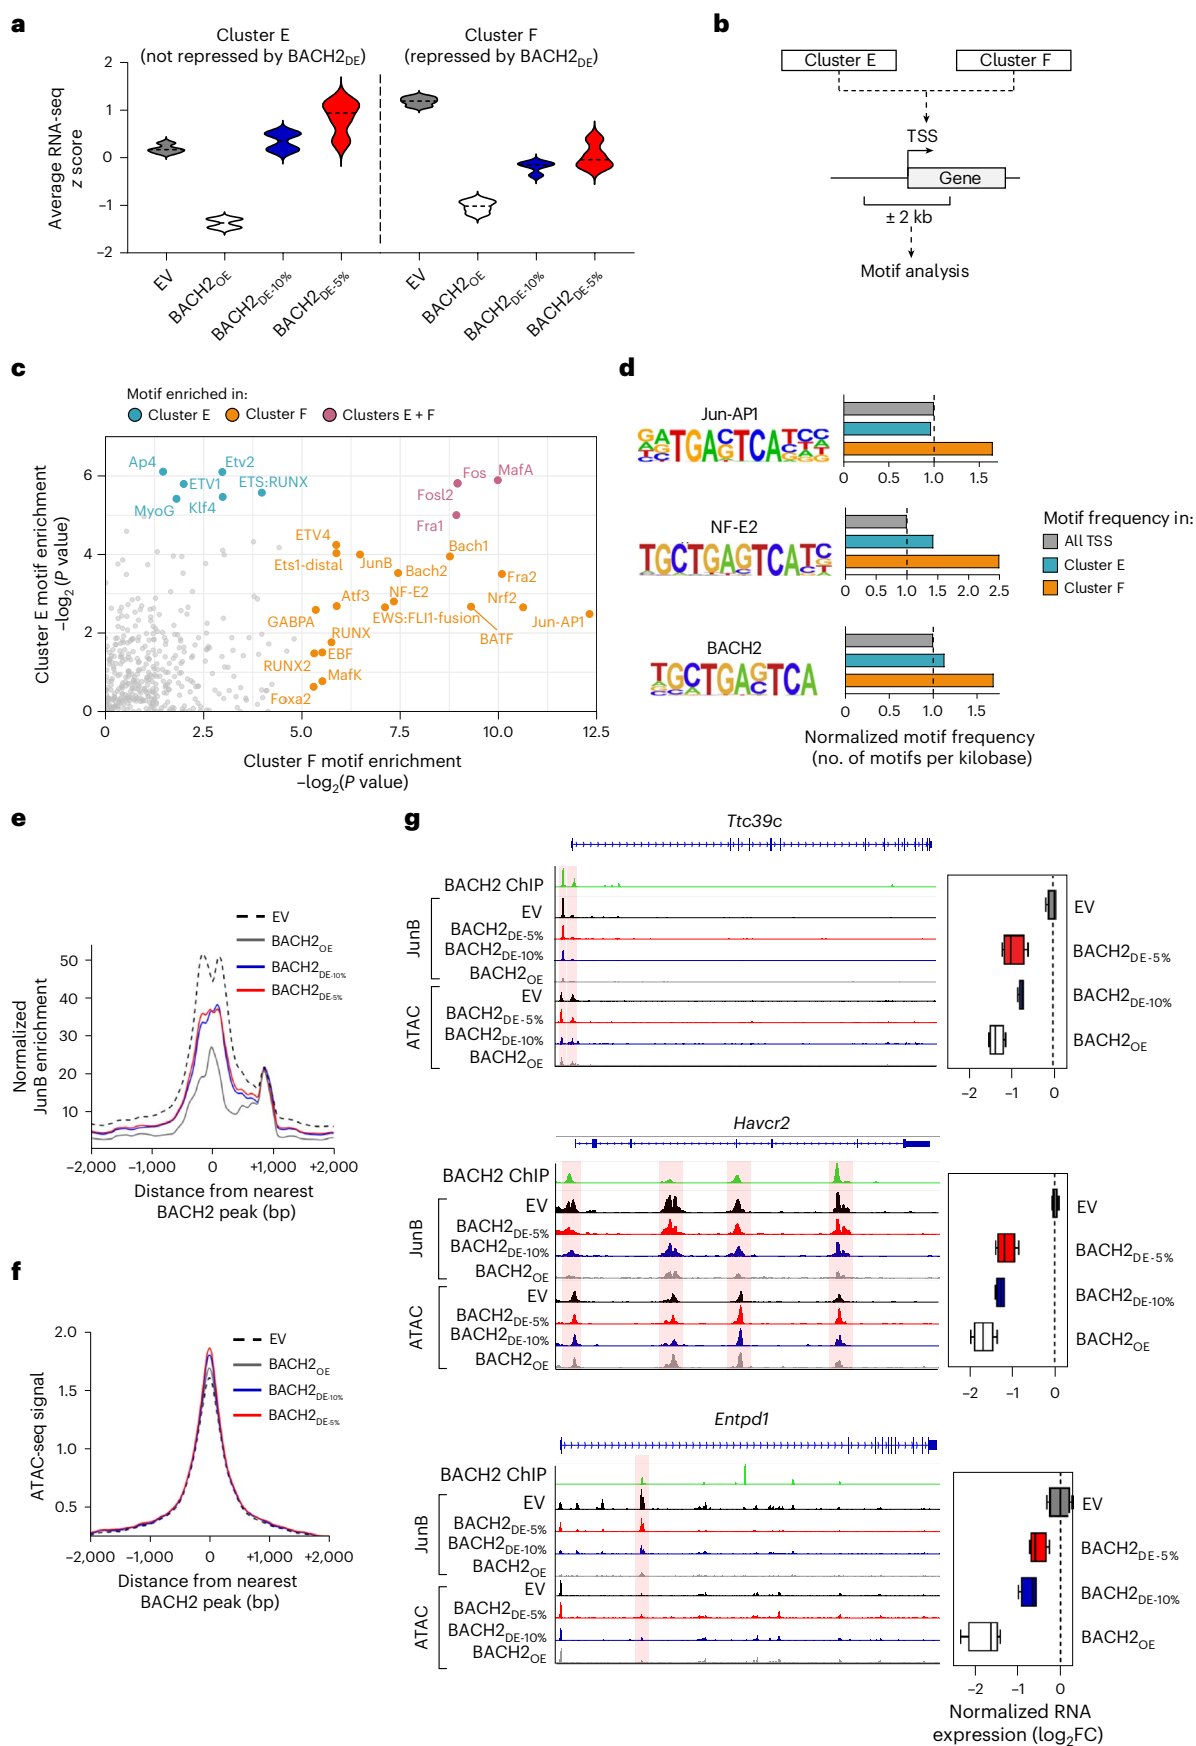 a
Cluster E
(not repressed by BACH2DE)
Cluster F
(repressed by BACH2DE)
Average RNA-seq
z score
2
1
0
–1
–2
EV
BACH2OE
BACH2DE-10%
BACH2DE-5%
EV
BACH2OE
BACH2DE-10%
BACH2DE-5%
b
Cluster E
Cluster F
TSS
Gene
± 2 kb
Motif analysis
c
Motif enriched in:
Cluster E
Cluster F
Clusters E + F
Cluster E motif enrichment
–log2(P value)
6
4
2
0
0
2.5
5.0
7.5
10.0
12.5
Cluster F motif enrichment
–log2(P value)
Ap4
Etv2
ETV1
ETS:RUNX
MyoG
Klf4
Fos
MafA
Fosl2
Fra1
ETV4
Ets1-distal
JunB
Bach1
Bach2
Fra2
Atf3
NF-E2
Nrf2
GABPA
EWS:FLI1-fusion
BATF
Jun-AP1
RUNX
RUNX2
EBF
MafK
Foxa2
d
Jun-AP1
0
0.5
1.0
1.5
NF-E2
0
0.5
1.0
1.5
2.0
2.5
BACH2
0
0.5
1.0
1.5
Normalized motif frequency
(no. of motifs per kilobase)
Motif frequency in:
All TSS
Cluster E
Cluster F
e
EV
BACH2OE
BACH2DE-10%
BACH2DE-5%
Normalized
JunB enrichment
50
40
30
20
10
–2,000
–1,000
0
+1,000
+2,000
Distance from nearest
BACH2 peak (bp)
f
EV
BACH2OE
BACH2DE-10%
BACH2DE-5%
ATAC-seq signal
2.0
1.5
1.0
0.5
–2,000
–1,000
0
+1,000
+2,000
Distance from nearest
BACH2 peak (bp)
g
Ttc39c
BACH2 ChIP
JunB
EV
BACH2DE-5%
BACH2DE-10%
BACH2OE
ATAC
EV
BACH2DE-5%
BACH2DE-10%
BACH2OE
EV
BACH2DE-5%
BACH2DE-10%
BACH2OE
–2
–1
0
Havcr2
BACH2 ChIP
JunB
EV
BACH2DE-5%
BACH2DE-10%
BACH2OE
ATAC
EV
BACH2DE-5%
BACH2DE-10%
BACH2OE
EV
BACH2DE-5%
BACH2DE-10%
BACH2OE
–2
–1
0
Entpd1
BACH2 ChIP
JunB
EV
BACH2DE-5%
BACH2DE-10%
BACH2OE
ATAC
EV
BACH2DE-5%
BACH2DE-10%
BACH2OE
EV
BACH2DE-5%
BACH2DE-10%
BACH2OE
–2
–1
0
Normalized RNA
expression (log2FC)